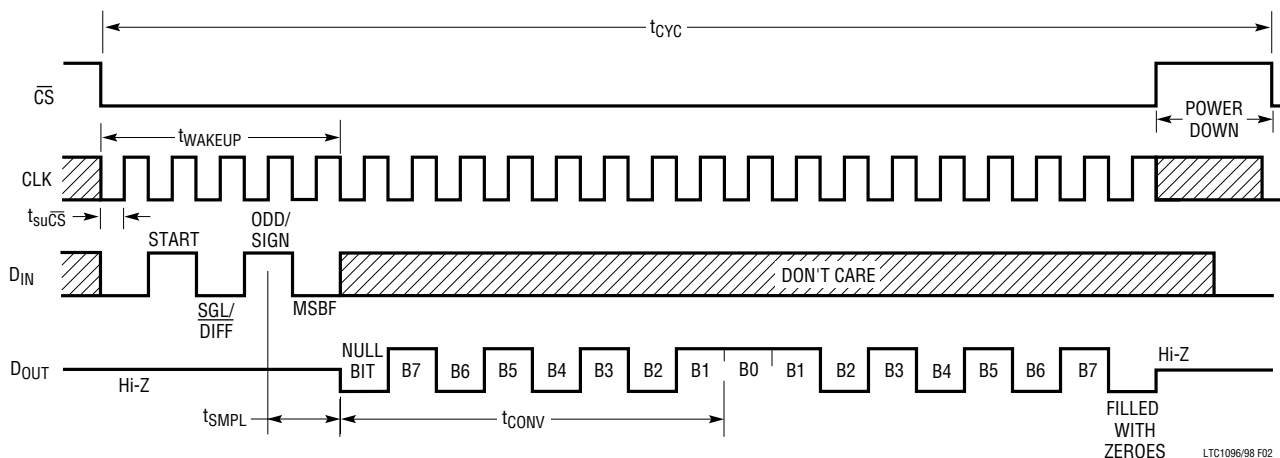 tCYC
CS
POWER
DOWN
tWAKEUP
CLK
tsuCS
START
ODD/
SIGN
DIN
DON'T CARE
SGL/
DIFF
MSBF
NULL
BIT
B7
B6
B5
B4
B3
B2
B1
B0
B1
B2
B3
B4
B5
B6
B7
Hi-Z
DOUT
Hi-Z
tSMPL
tCONV
FILLED
WITH
ZEROES
LTC1096/98 F02